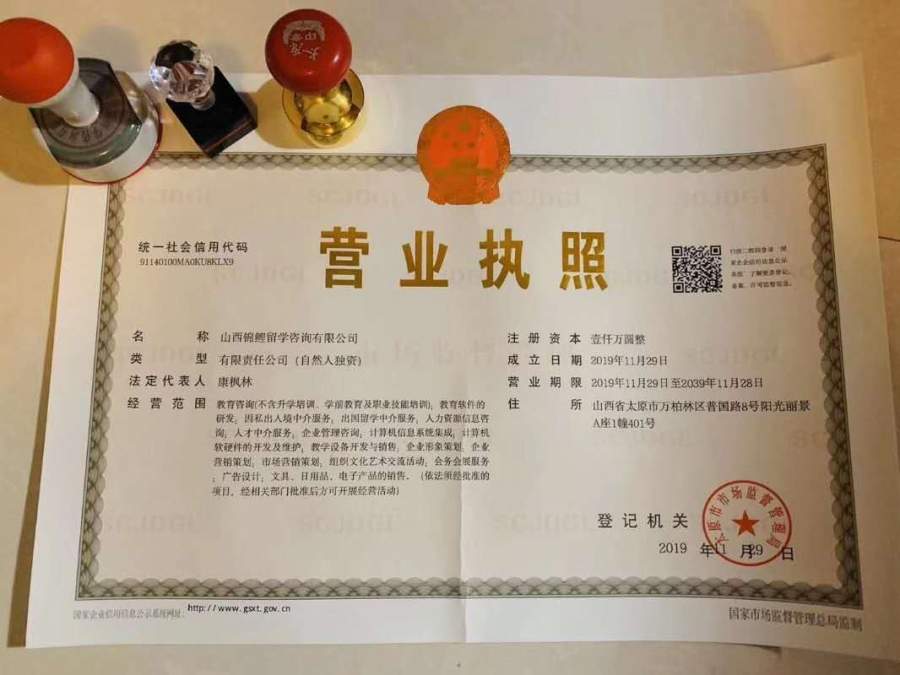 营业执照
统一社会信用代码
91140100MA0KU8KLX9
名称 山西锦鲤留学咨询有限公司
类型 有限责任公司（自然人独资）
法定代表人 康枫林
经营范围 教育咨询(不含升学培训、学前教育及职业技能培训)；教育软件的
研发；因私出入境中介服务；出国留学中介服务；人力资源信息咨
询；人才中介服务；企业管理咨询；计算机信息系统集成；计算机
软硬件的开发及维护；教学设备开发与销售；企业形象策划；企业
营销策划；市场营销策划；组织文化艺术交流活动；会务会展服务
；广告设计；文具、日用品、电子产品的销售。（依法须经批准的
项目，经相关部门批准后方可开展经营活动）
注册资本 壹仟万圆整
成立日期 2019年11月29日
营业期限 2019年11月29日至2039年11月28日
住所 山西省太原市万柏林区普国路8号阳光丽景
A座1幢401号
登记机关
太原市市场监督管理局
2019 年11 月29 日
国家企业信用信息公示系统网址：http://www.gsxt.gov.cn
国家市场监督管理总局监制